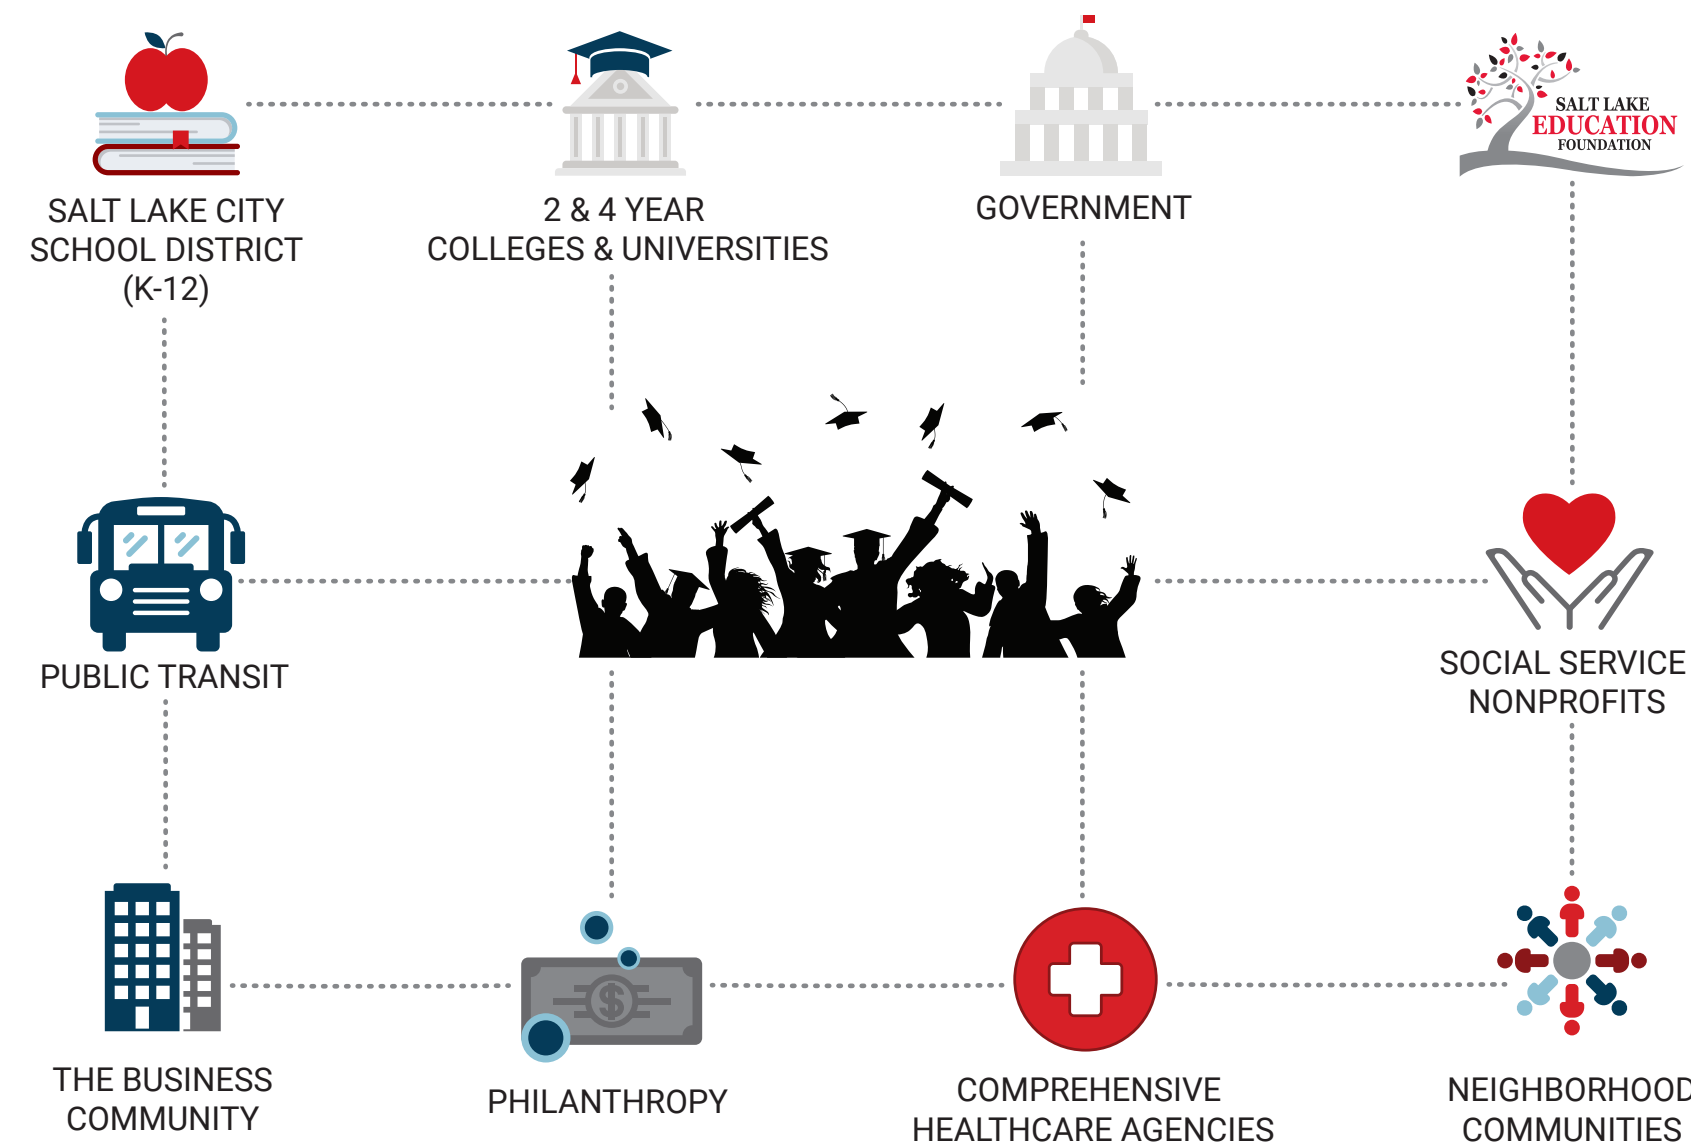 SALT LAKE
EDUCATION
FOUNDATION
SALT LAKE CITY
SCHOOL DISTRICT
(K-12)
2 & 4 YEAR
COLLEGES & UNIVERSITIES
GOVERNMENT
PUBLIC TRANSIT
SOCIAL SERVICE
NONPROFITS
$
THE BUSINESS
COMMUNITY
PHILANTHROPY
COMPREHENSIVE
HEALTHCARE AGENCIES
NEIGHBORHOOD
COMMUNITIES